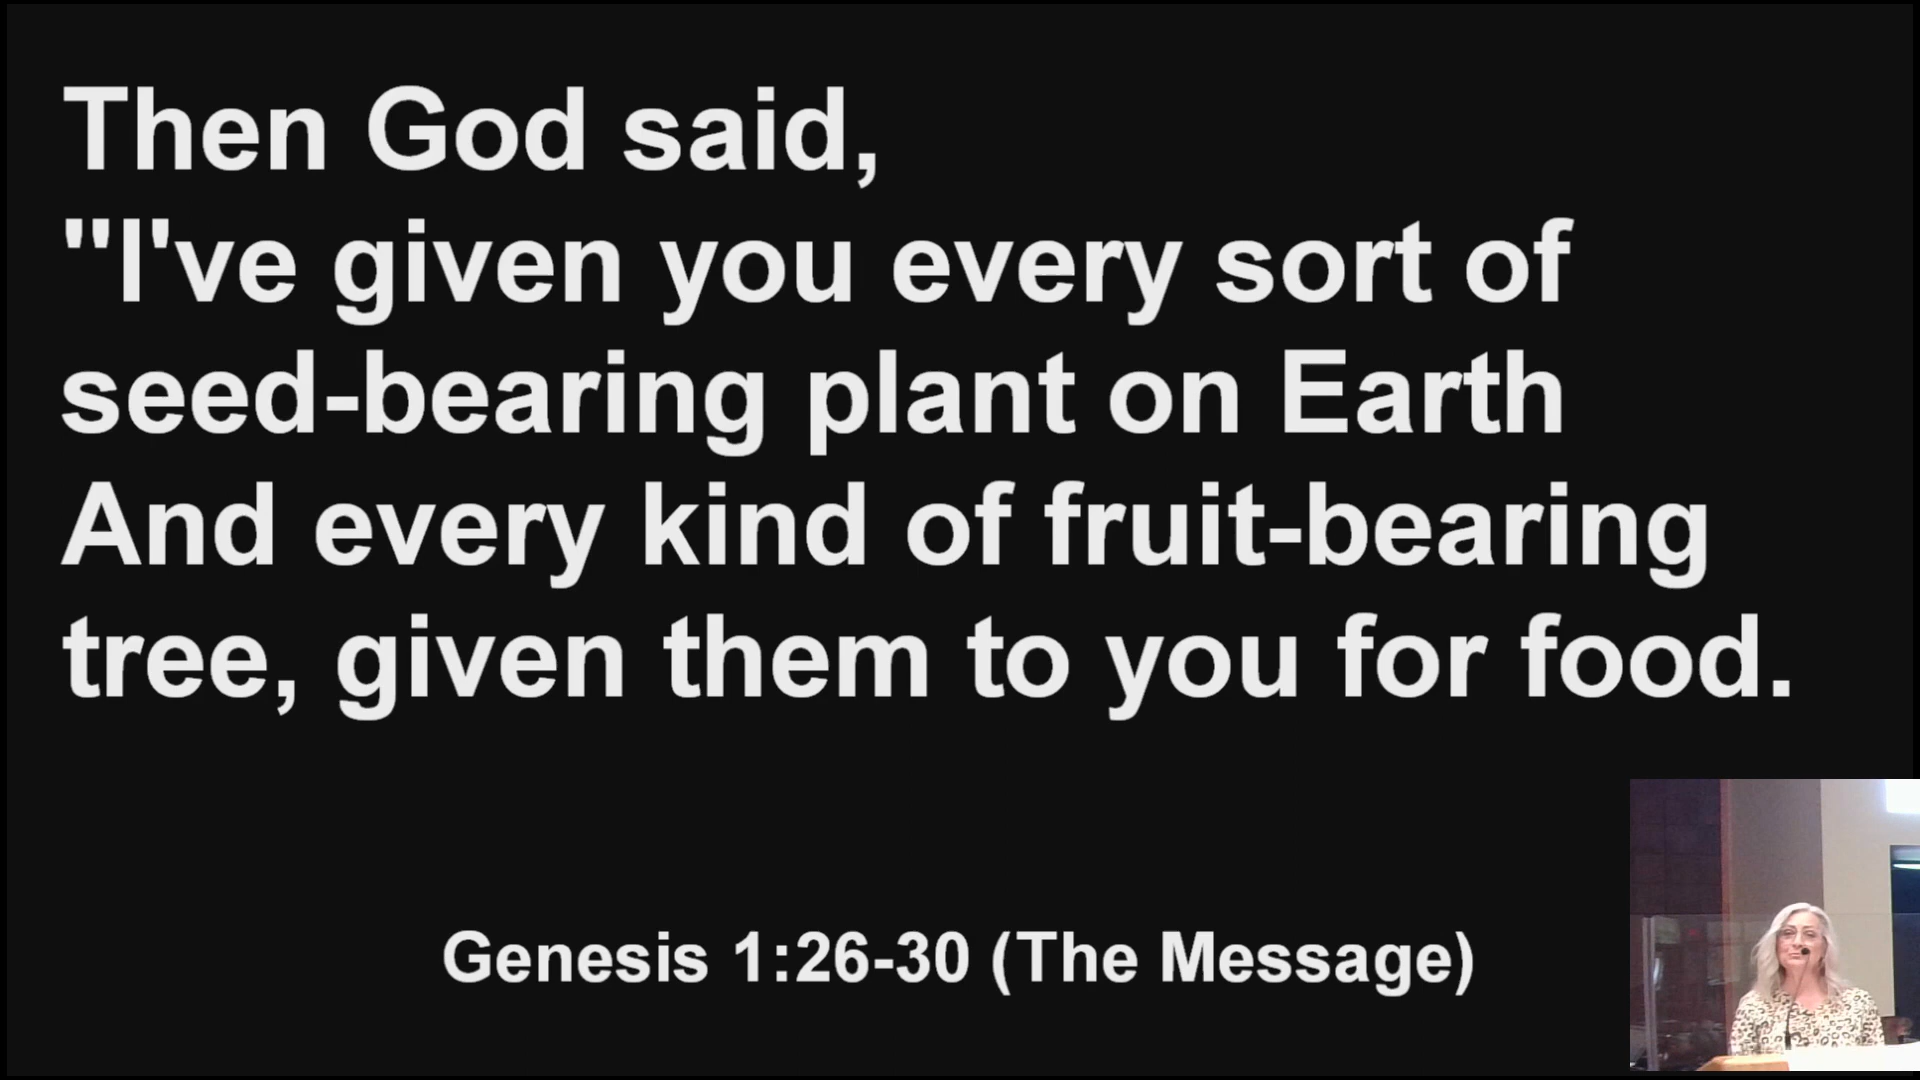 Then God said,
"I've given you every sort of
seed-bearing plant on Earth
And every kind of fruit-bearing
tree, given them to you for food.
Genesis 1:26-30 (The Message)